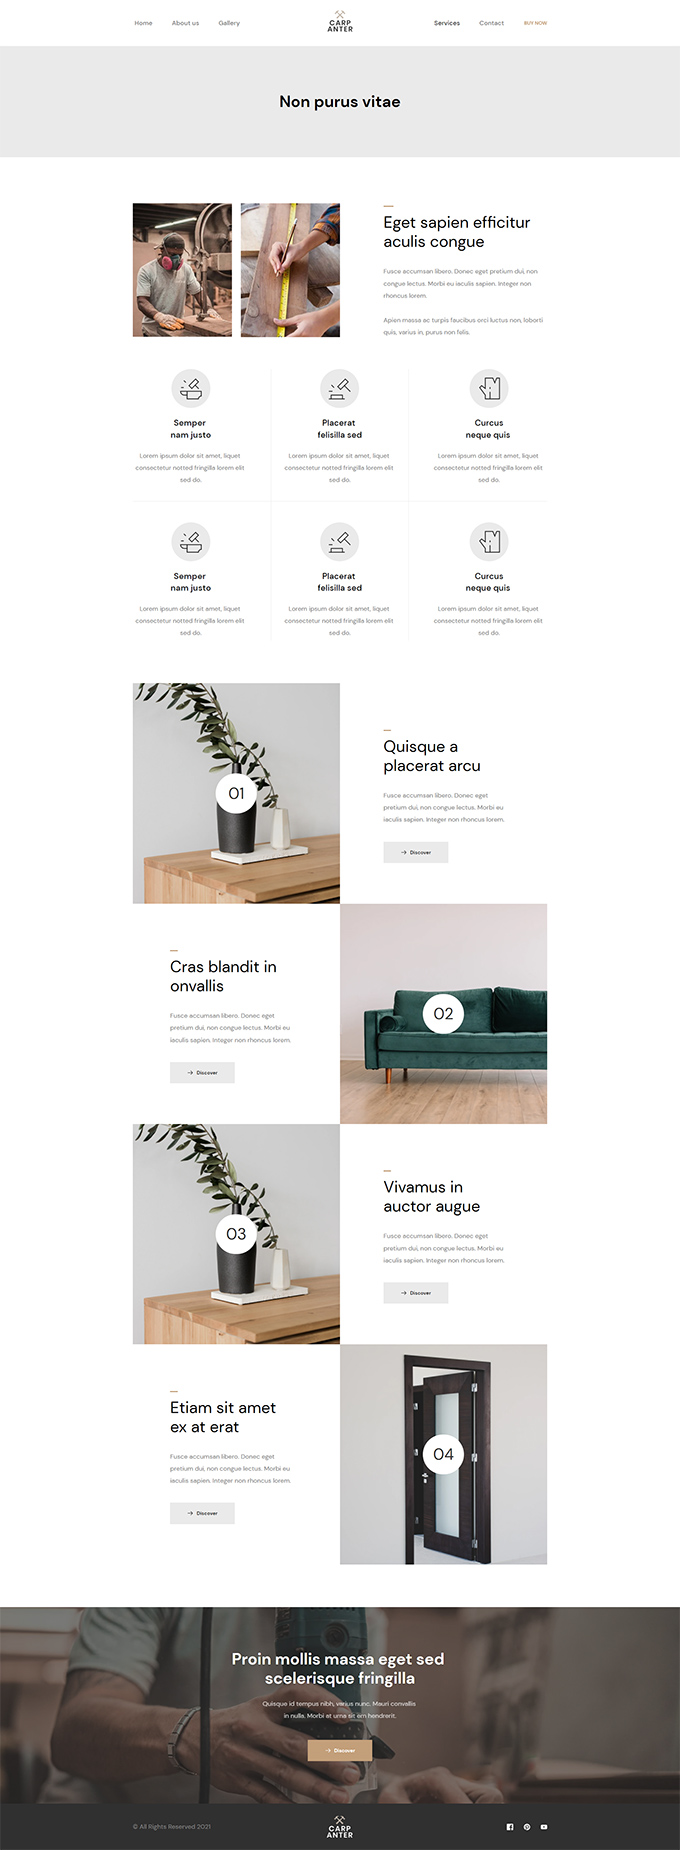 Home About us Gallery CARP ANTER Services Contact BUY NOW
Non purus vitae
Eget sapien efficitur
aculis congue
Fusce accumsan libero. Donec eget pretium dui, non
congue lectus. Morbi eu iaculis sapien. Integer non
rhoncus lorem.
Apien massa ac turpis faucibus orci luctus non, loborti
quis, varius in, purus non felis.
Semper
nam justo
Lorem ipsum dolor sit amet, liquet
consectetur notted fringilla lorem elit
sed do.
Placerat
felisilla sed
Lorem ipsum dolor sit amet, liquet
consectetur notted fringilla lorem elit
sed do.
Curcus
neque quis
Lorem ipsum dolor sit amet, liquet
consectetur notted fringilla lorem elit
sed do.
Semper
nam justo
Lorem ipsum dolor sit amet, liquet
consectetur notted fringilla lorem elit
sed do.
Placerat
felisilla sed
Lorem ipsum dolor sit amet, liquet
consectetur notted fringilla lorem elit
sed do.
Curcus
neque quis
Lorem ipsum dolor sit amet, liquet
consectetur notted fringilla lorem elit
sed do.
01
Quisque a
placerat arcu
Fusce accumsan libero. Donec eget
pretium dui, non congue lectus. Morbi eu
iaculis sapien. Integer non rhoncus lorem.
→ Discover
Cras blandit in
onvallis
Fusce accumsan libero. Donec eget
pretium dui, non congue lectus. Morbi eu
iaculis sapien. Integer non rhoncus lorem.
→ Discover
02
03
Vivamus in
auctor augue
Fusce accumsan libero. Donec eget
pretium dui, non congue lectus. Morbi eu
iaculis sapien. Integer non rhoncus lorem.
→ Discover
Etiam sit amet
ex at erat
Fusce accumsan libero. Donec eget
pretium dui, non congue lectus. Morbi eu
iaculis sapien. Integer non rhoncus lorem.
→ Discover
04
Proin mollis massa eget sed
scelerisque fringilla
Quisque id tempus nibh, varius nunc. Mauri convallis
in nulla. Morbi at urna sit em hendrerit.
→ Discover
© All Rights Reserved 2021
CARP
ANTER